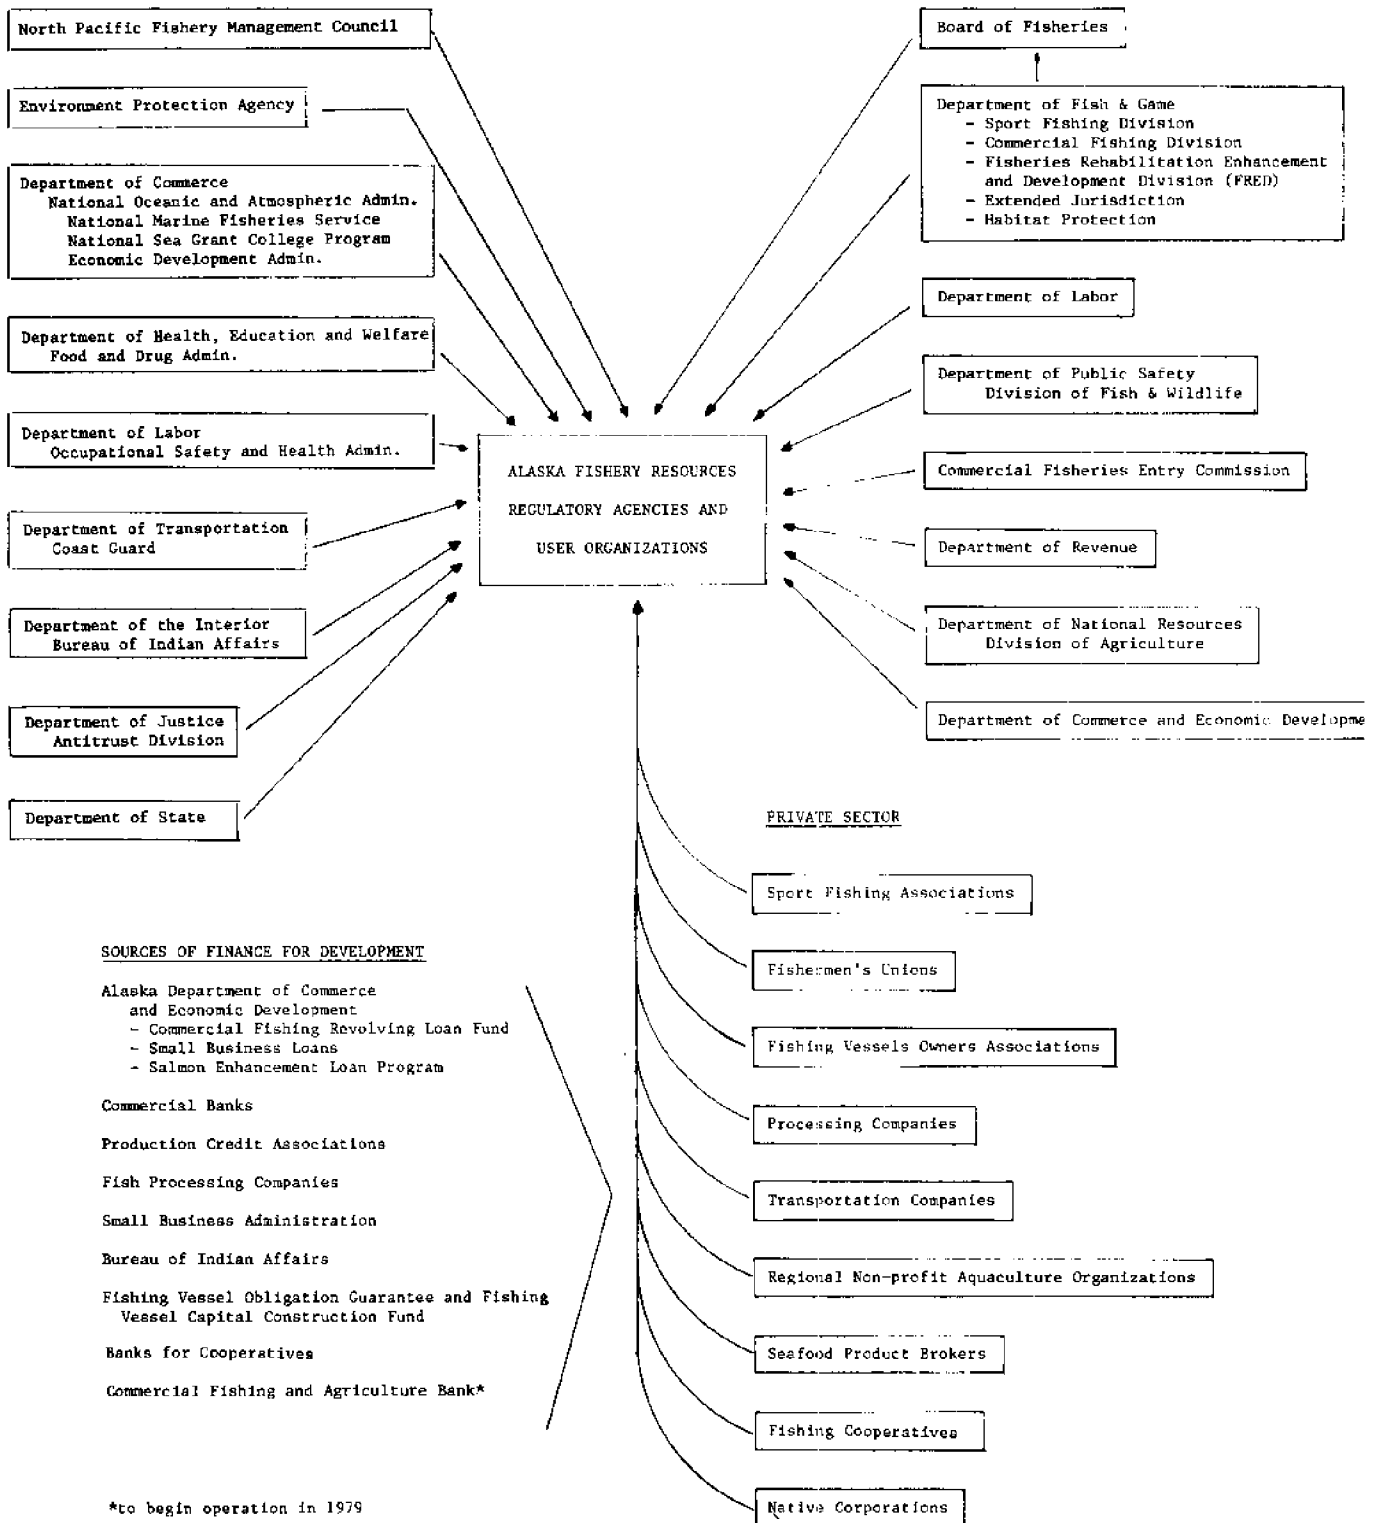 North Pacific Fishery Management Council
Environment Protection Agency
Department of Commerce
National Oceanic and Atmospheric Admin.
National Marine Fisheries Service
National Sea Grant College Program
Economic Development Admin.
Department of Health, Education and Welfare
Food and Drug Admin.
Department of Labor
Occupational Safety and Health Admin.
Department of Transportation
Coast Guard
Department of the Interior
Bureau of Indian Affairs
Department of Justice
Antitrust Division
Department of State
Board of Fisheries
Department of Fish & Game
- Sport Fishing Division
- Commercial Fishing Division
- Fisheries Rehabilitation Enhancement
and Development Division (FRED)
- Extended Jurisdiction
- Habitat Protection
Department of Labor
Department of Public Safety
Division of Fish & Wildlife
Commercial Fisheries Entry Commission
Department of Revenue
Department of National Resources
Division of Agriculture
Department of Commerce and Economic Developme
ALASKA FISHERY RESOURCES
REGULATORY AGENCIES AND
USER ORGANIZATIONS
PRIVATE SECTOR
Sport Fishing Associations
Fishermen's Unions
Fishing Vessels Owners Associations
Processing Companies
Transportation Companies
Regional Non-profit Aquaculture Organizations
Seafood Product Brokers
Fishing Cooperatives
Native Corporations
SOURCES OF FINANCE FOR DEVELOPMENT
Alaska Department of Commerce
and Economic Development
- Commercial Fishing Revolving Loan Fund
- Small Business Loans
- Salmon Enhancement Loan Program
Commercial Banks
Production Credit Associations
Fish Processing Companies
Small Business Administration
Bureau of Indian Affairs
Fishing Vessel Obligation Guarantee and Fishing
Vessel Capital Construction Fund
Banks for Cooperatives
Commercial Fishing and Agriculture Bank*
*to begin operation in 1979